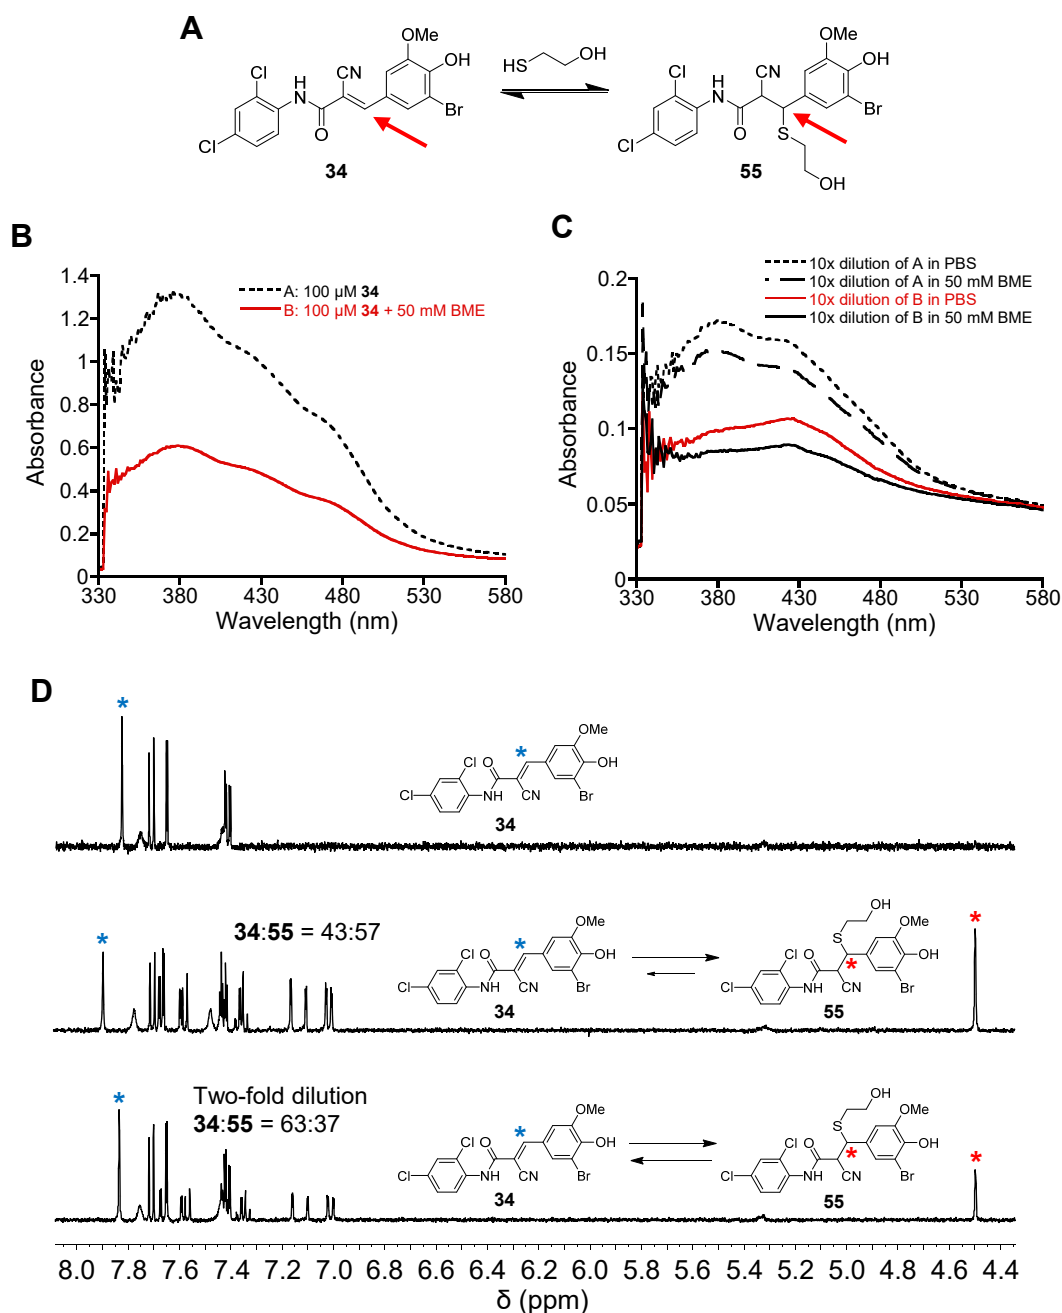 A
OMe
OH
Br
CN
Cl
H
N
O
Cl
34
HS
OH
OMe
OH
Br
CN
Cl
H
N
O
S
Cl
OH
55
B
1.4
1.2
1
0.8
0.6
0.4
0.2
0
330 380 430 480 530 580
Absorbance
Wavelength (nm)
A: 100 µM 34
B: 100 µM 34 + 50 mM BME
C
10x dilution of A in PBS
10x dilution of A in 50 mM BME
10x dilution of B in PBS
10x dilution of B in 50 mM BME
0.2
0.15
0.1
0.05
0
330 380 430 480 530 580
Absorbance
Wavelength (nm)
D
*
*
OMe
OH
Br
O
Cl
Cl
NH
CN
34
*
34:55 = 43:57
*
OMe
OH
Br
O
Cl
Cl
NH
CN
34
OH
S
OMe
OH
Br
O
Cl
Cl
NH
CN
*
55
*
*
Two-fold dilution
34:55 = 63:37
*
OMe
OH
Br
O
Cl
Cl
NH
CN
34
OH
S
OMe
OH
Br
O
Cl
Cl
NH
CN
*
55
*
8.0 7.8 7.6 7.4 7.2 7.0 6.8 6.6 6.4 6.2 6.0 5.8 5.6 5.4 5.2 5.0 4.8 4.6 4.4
δ (ppm)